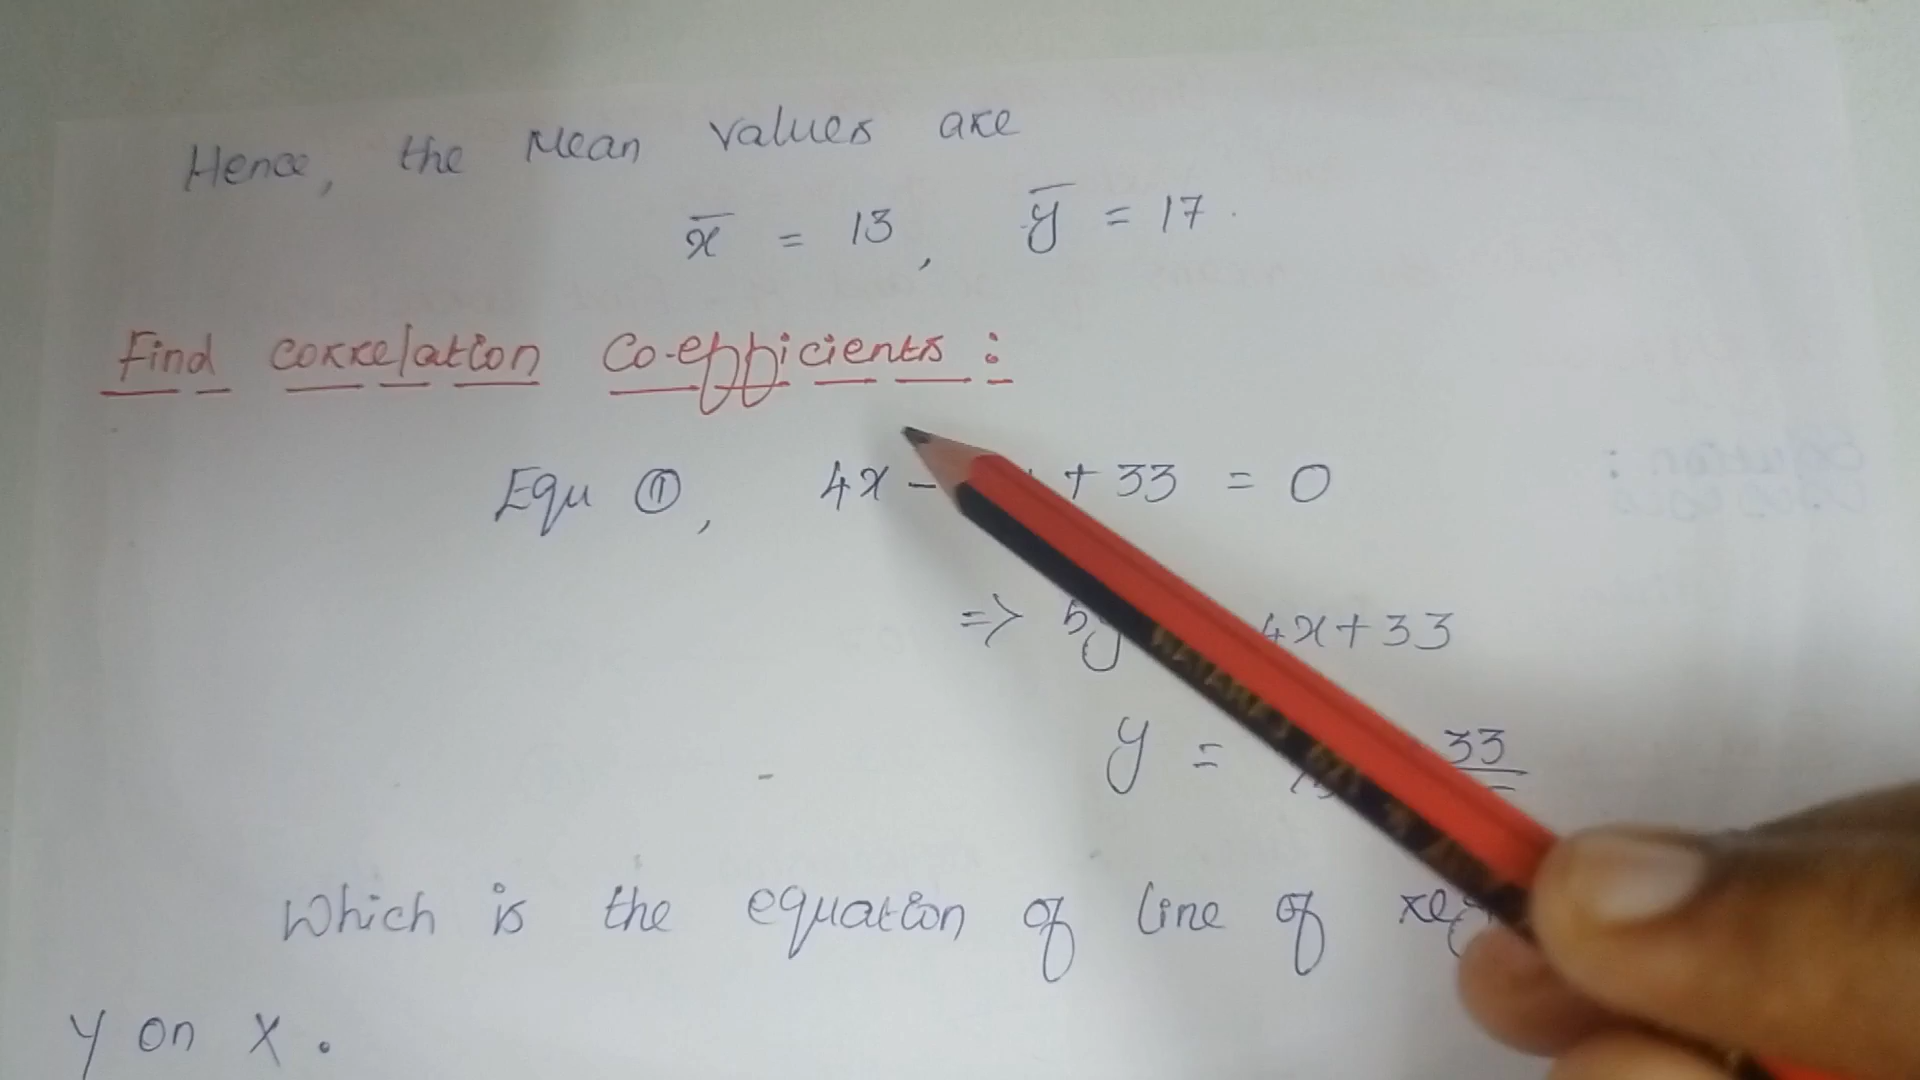 Hence, the Mean values are
x̄ = 13, ȳ = 17.
Find correlation Co-efficients :
Equ ①, 4x - + 33 = 0
=> 5y 4x+33
y = 33
Which is the equation of line of
y on x.